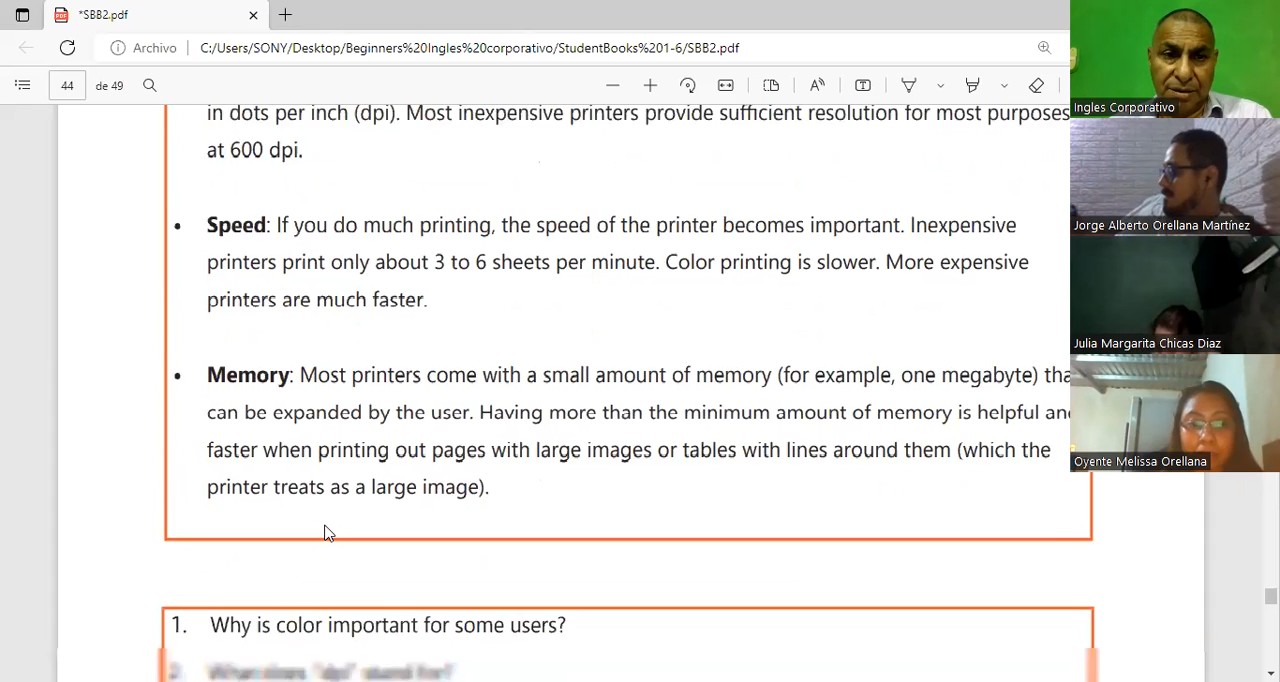 *SBB2.pdf
Archivo
C:/Users/SONY/Desktop/Beginners%20Ingles%20corporativo/StudentBooks%201-6/SBB2.pdf
44 de 49
in dots per inch (dpi). Most inexpensive printers provide sufficient resolution for most purposes
at 600 dpi.
• Speed: If you do much printing, the speed of the printer becomes important. Inexpensive
printers print only about 3 to 6 sheets per minute. Color printing is slower. More expensive
printers are much faster.
• Memory: Most printers come with a small amount of memory (for example, one megabyte) tha
can be expanded by the user. Having more than the minimum amount of memory is helpful an
faster when printing out pages with large images or tables with lines around them (which the
printer treats as a large image).
1. Why is color important for some users?
Ingles Corporativo
Jorge Alberto Orellana Martínez
Julia Margarita Chicas Diaz
Oyente Melissa Orellana